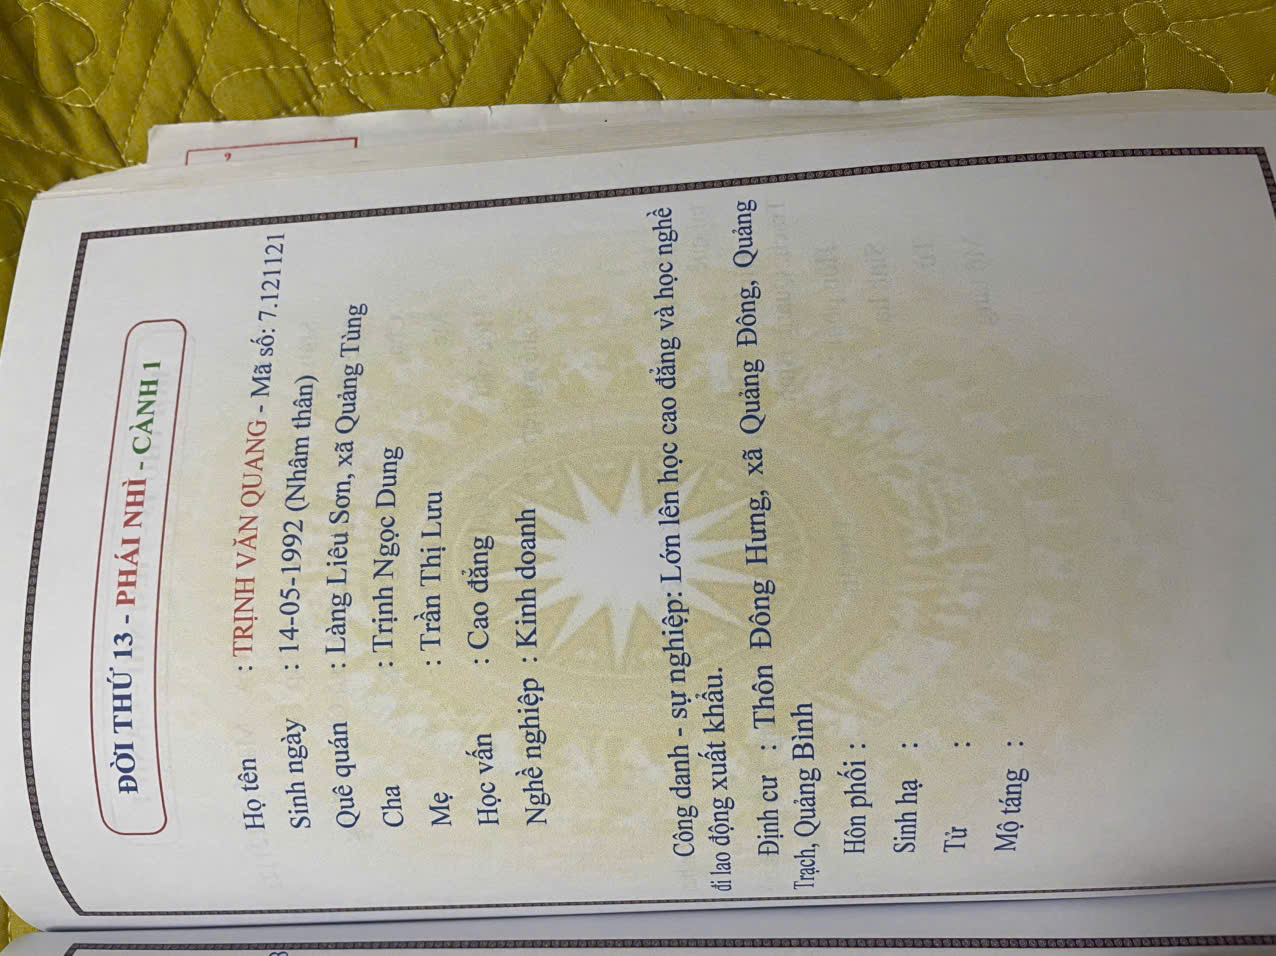 ĐỜI THỨ 13 - PHÁI NHÌ - CÀNH 1
Họ tên : TRỊNH VĂN QUANG - Mã số: 7.121121
Sinh ngày : 14-05-1992 (Nhâm thân)
Quê quán : Làng Liêu Sơn, xã Quảng Tùng
Cha : Trịnh Ngọc Dung
Mẹ : Trần Thị Lưu
Học vấn : Cao đẳng
Nghề nghiệp : Kinh doanh
Công danh - sự nghiệp: Lớn lên học cao đẳng và học nghề
đi lao động xuất khẩu.
Định cư : Thôn Đông Hưng, xã Quảng Đông, Quảng
Trạch, Quảng Bình
Hôn phối :
Sinh hạ :
Tử :
Mộ táng :